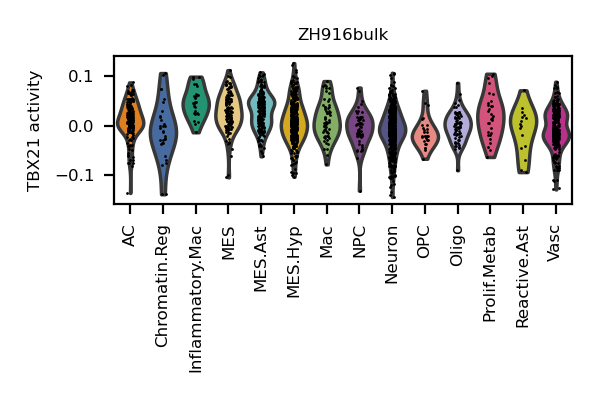 ZH916bulk
TBX21 activity
0.1
0.0
−0.1
AC
Chromatin.Reg
Inflammatory.Mac
MES
MES.Ast
MES.Hyp
Mac
NPC
Neuron
OPC
Oligo
Prolif.Metab
Reactive.Ast
Vasc